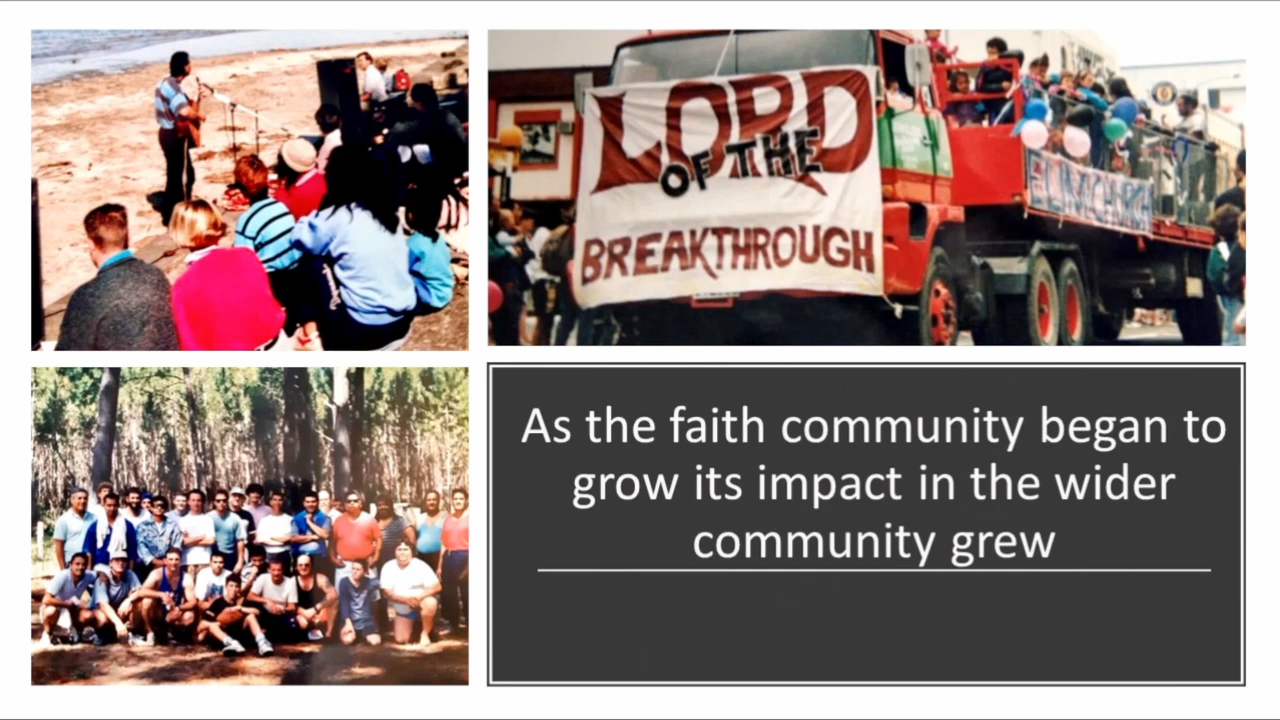 LORD
OF THE
BREAKTHROUGH
ELIM CHURCH
As the faith community began to
grow its impact in the wider
community grew